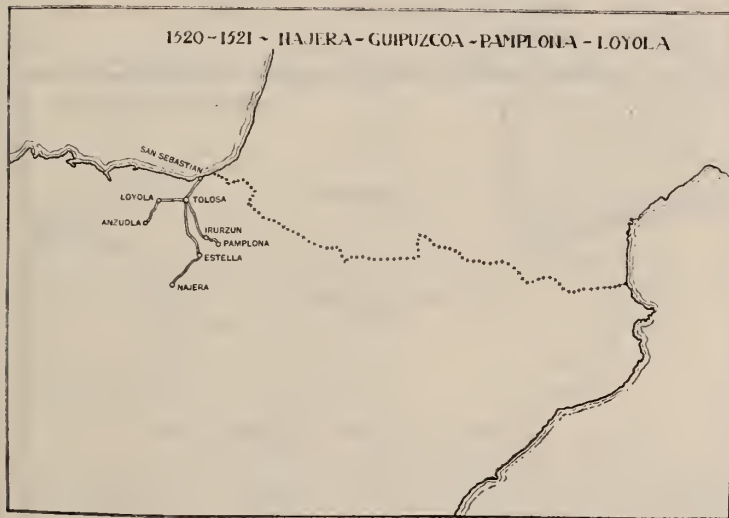 1520-1521 - NAJERA-GUIPUZCOA-PAMPLONA-LOYOLA
SAN SEBASTIAN
LOYOLA
TOLOSA
ANZUOLA
IRURZUN
PAMPLONA
ESTELLA
NAJERA